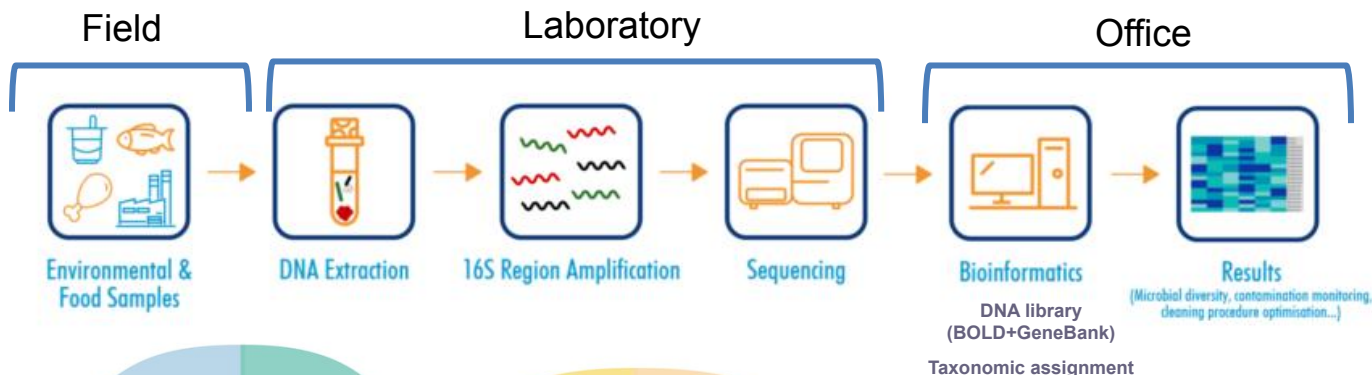 Field
Laboratory
Office
Environmental &
Food Samples
DNA Extraction
16S Region Amplification
Sequencing
Bioinformatics
DNA library
(BOLD+GeneBank)
Taxonomic assignment
Results
(Microbial diversity, contamination monitoring,
cleaning procedure optimisation...)